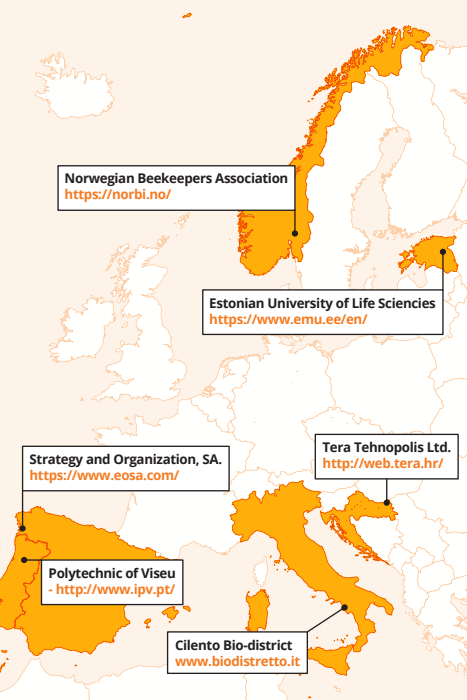 Norwegian Beekeepers Association
https://norbi.no/
Estonian University of Life Sciencies
https://www.emu.ee/en/
Tera Tehnopolis Ltd.
http://web.tera.hr/
Strategy and Organization, SA.
https://www.eosa.com/
Polytechnic of Viseu
- http://www.ipv.pt/
Cilento Bio-district
www.biodistretto.it